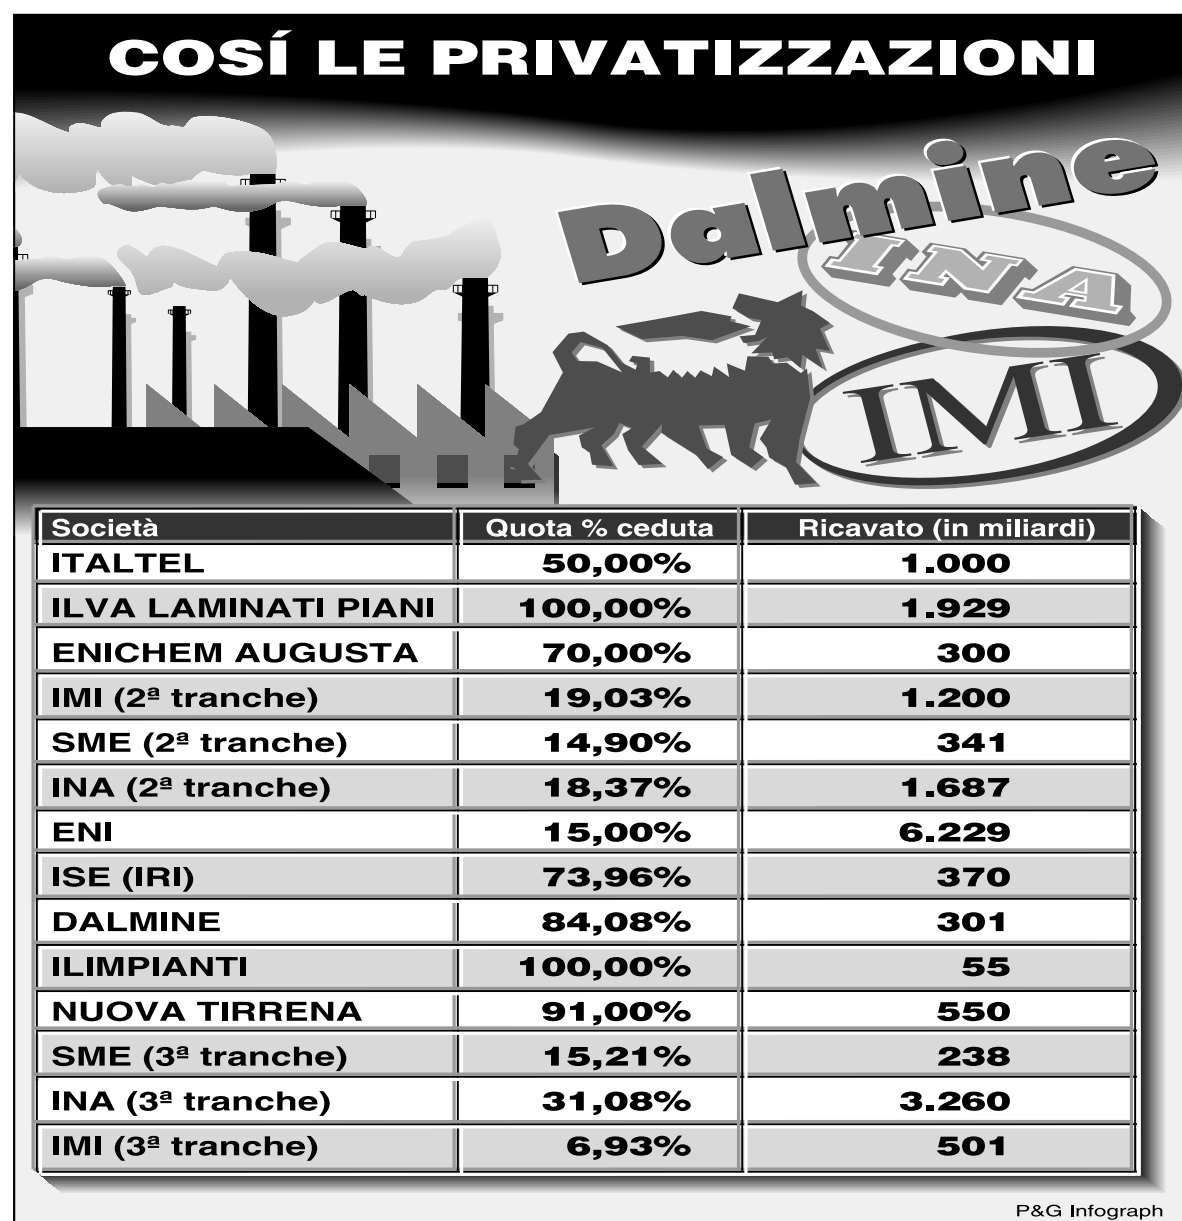 COSÍ LE PRIVATIZZAZIONI
Dalmine
INA
IMI
Società Quota % ceduta Ricavato (in miliardi)
ITALTEL 50,00% 1.000
ILVA LAMINATI PIANI 100,00% 1.929
ENICHEM AUGUSTA 70,00% 300
IMI (2ª tranche) 19,03% 1.200
SME (2ª tranche) 14,90% 341
INA (2ª tranche) 18,37% 1.687
ENI 15,00% 6.229
ISE (IRI) 73,96% 370
DALMINE 84,08% 301
ILIMPIANTI 100,00% 55
NUOVA TIRRENA 91,00% 550
SME (3ª tranche) 15,21% 238
INA (3ª tranche) 31,08% 3.260
IMI (3ª tranche) 6,93% 501
P&G Infograph